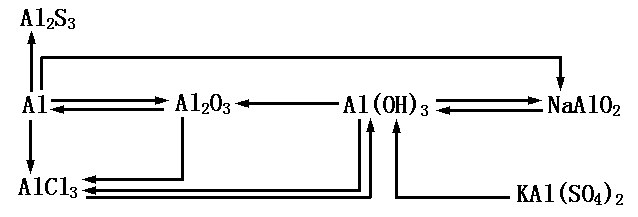 Al₂S₃
Al Al₂O₃ Al(OH)₃ NaAlO₂
AlCl₃ KAl(SO₄)₂